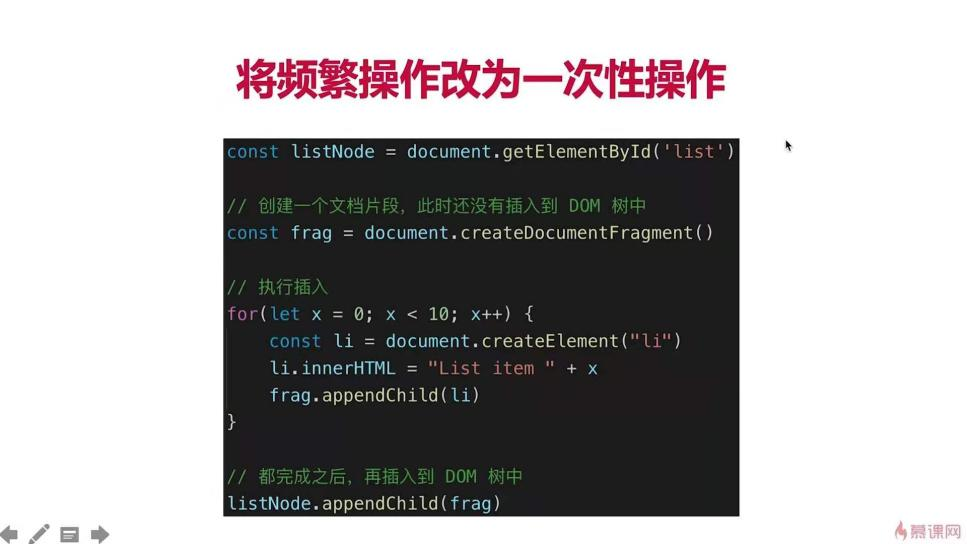 将频繁操作改为一次性操作
const listNode = document.getElementById('list')
// 创建一个文档片段，此时还没有插入到 DOM 树中
const frag = document.createDocumentFragment()
// 执行插入
for(let x = 0; x < 10; x++) {
    const li = document.createElement("li")
    li.innerHTML = "List item " + x
    frag.appendChild(li)
}
// 都完成之后，再插入到 DOM 树中
listNode.appendChild(frag)
慕课网